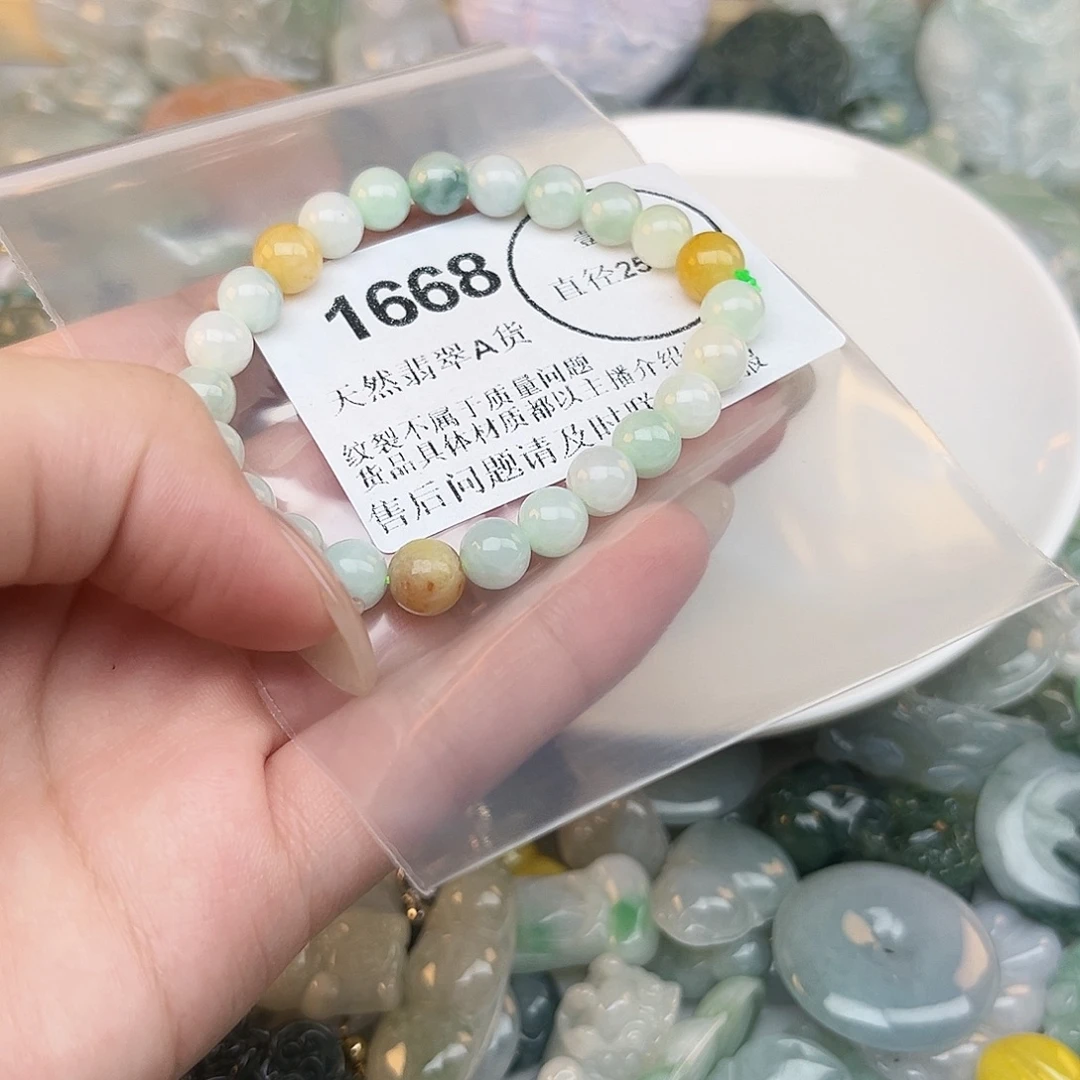 1668
直径25
天然翡翠A货
纹裂不属于质量问题
货品具体材质都以主播介绍
售后问题请及时联